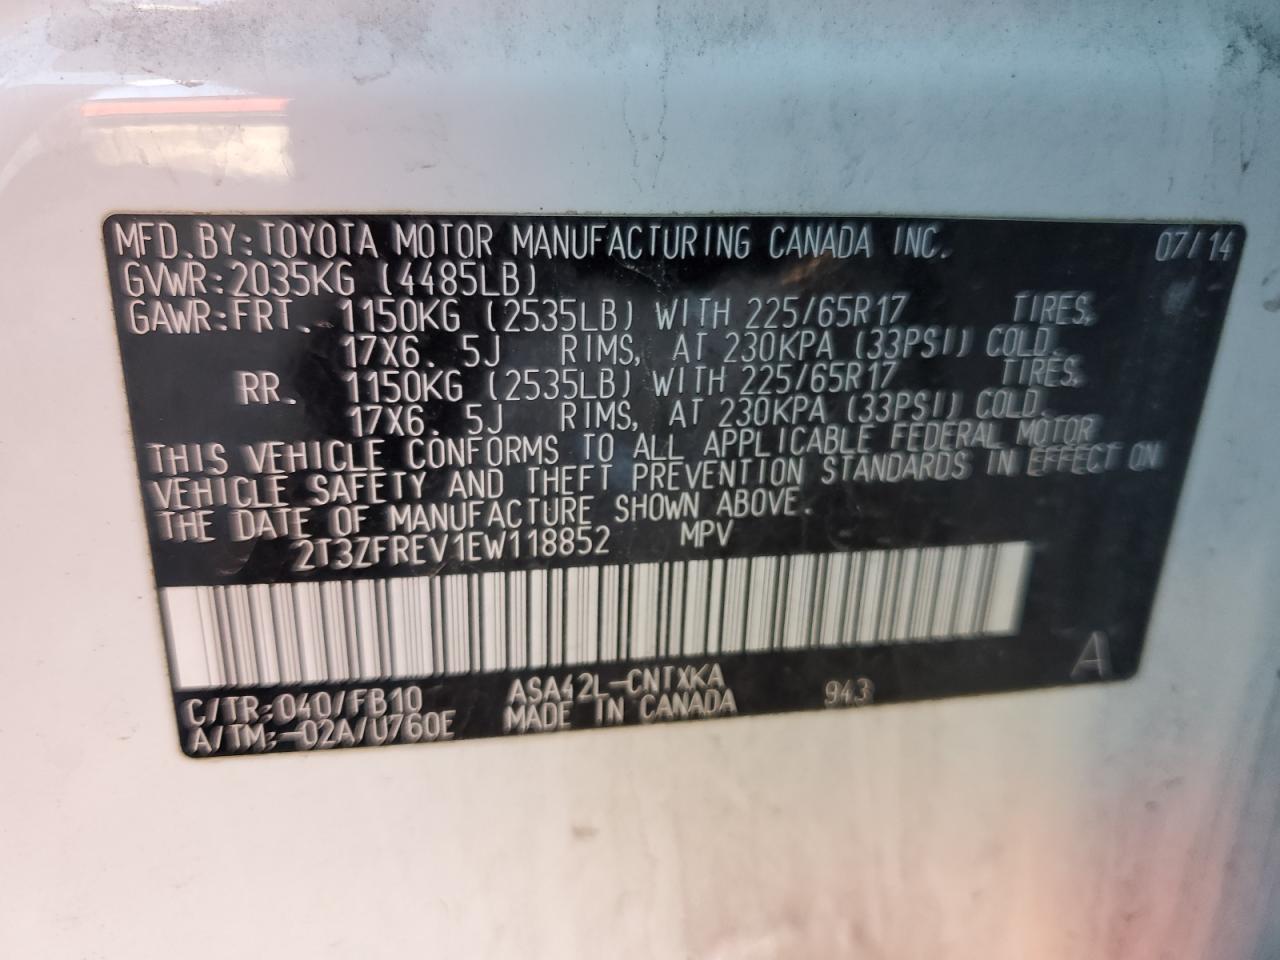 MFD. BY: TOYOTA MOTOR MANUFACTURING CANADA INC. 07/14
GVWR: 2035KG (4485LB)
GAWR: FRT. 1150KG (2535LB) WITH 225/65R17 TIRES,
17X6. 5J RIMS, AT 230KPA (33PSI) COLD.
RR. 1150KG (2535LB) WITH 225/65R17 TIRES,
17X6. 5J RIMS, AT 230KPA (33PSI) COLD.
THIS VEHICLE CONFORMS TO ALL APPLICABLE FEDERAL MOTOR
VEHICLE SAFETY AND THEFT PREVENTION STANDARDS IN EFFECT ON
THE DATE OF MANUFACTURE SHOWN ABOVE.
2T3ZFREV1EW118852 MPV
A
C/TR: 040/FB10 ASA42L-CNTXKA 943
A/TM: -02A/U760E MADE IN CANADA